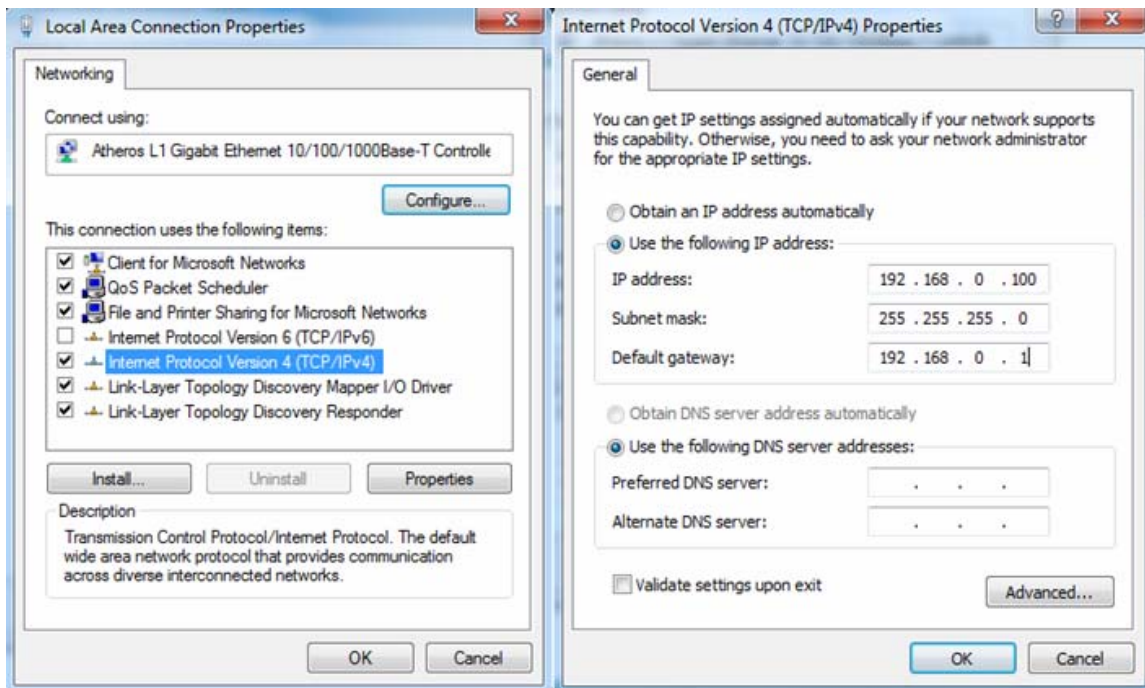 Local Area Connection Properties
Networking
Connect using:
Atheros L1 Gigabit Ethernet 10/100/1000Base-T Controlle
Configure...
This connection uses the following items:
Client for Microsoft Networks
QoS Packet Scheduler
File and Printer Sharing for Microsoft Networks
Internet Protocol Version 6 (TCP/IPv6)
Internet Protocol Version 4 (TCP/IPv4)
Link-Layer Topology Discovery Mapper I/O Driver
Link-Layer Topology Discovery Responder
Install...
Uninstall
Properties
Description
Transmission Control Protocol/Internet Protocol. The default
wide area network protocol that provides communication
across diverse interconnected networks.
OK
Cancel
Internet Protocol Version 4 (TCP/IPv4) Properties
General
You can get IP settings assigned automatically if your network supports
this capability. Otherwise, you need to ask your network administrator
for the appropriate IP settings.
Obtain an IP address automatically
Use the following IP address:
IP address: 192 . 168 . 0 . 100
Subnet mask: 255 . 255 . 255 . 0
Default gateway: 192 . 168 . 0 . 1
Obtain DNS server address automatically
Use the following DNS server addresses:
Preferred DNS server: . . .
Alternate DNS server: . . .
Validate settings upon exit
Advanced...
OK
Cancel